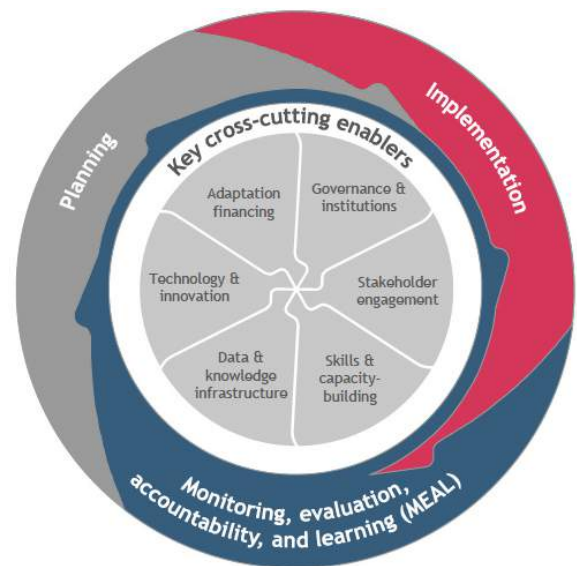 Planning
Implementation
Key cross-cutting enablers
Adaptation
financing
Governance &
institutions
Technology &
innovation
Stakeholder
engagement
Data &
knowledge
infrastructure
Skills &
capacity-
building
Monitoring, evaluation,
accountability, and learning (MEAL)